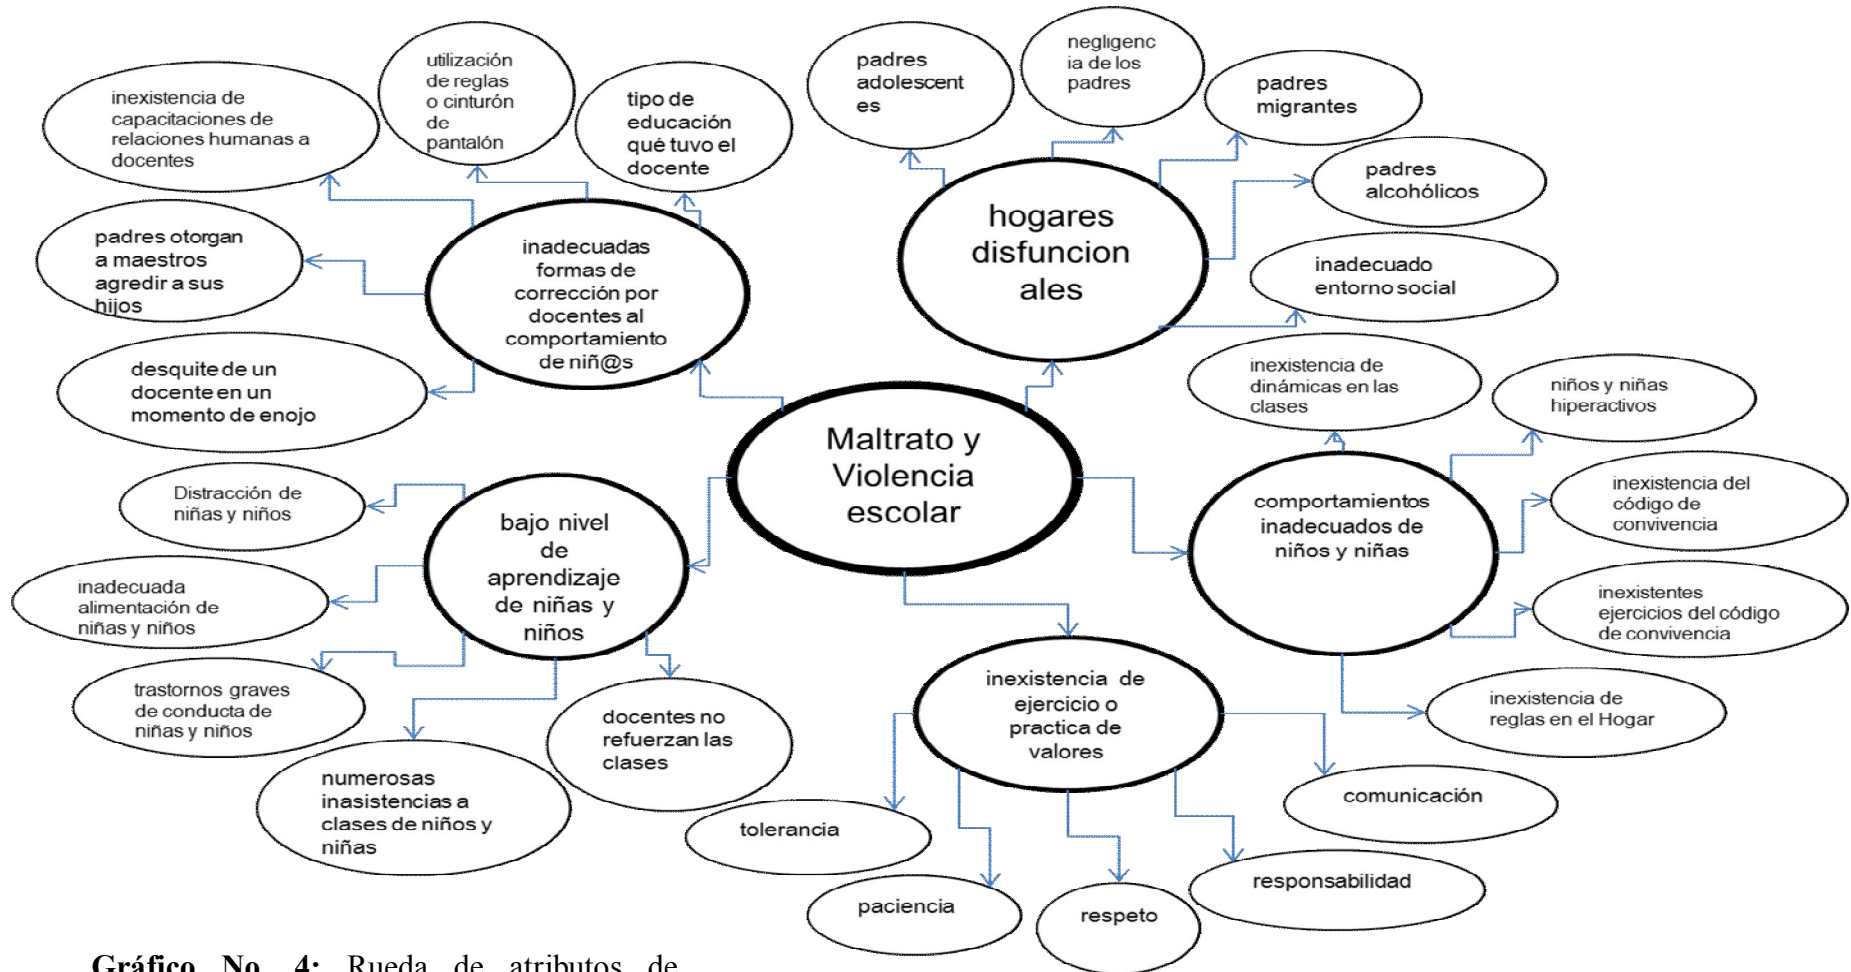 inexistencia de
capacitaciones de
relaciones humanas a
docentes
utilización
de reglas
o cinturón
de
pantalón
tipo de
educación
qué tuvo el
docente
padres otorgan
a maestros
agredir a sus
hijos
inadecuadas
formas de
corrección por
docentes al
comportamiento
de niñ@s
desquite de un
docente en un
momento de enojo
padres
adolescent
es
negligenc
ia de los
padres
padres
migrantes
padres
alcohólicos
hogares
disfuncion
ales
inadecuado
entorno social
Maltrato y
Violencia
escolar
inexistencia de
dinámicas en las
clases
niños y niñas
hiperactivos
comportamientos
inadecuados de
niños y niñas
inexistencia del
código de
convivencia
inexistentes
ejercicios del código
de convivencia
inexistencia de
reglas en el Hogar
Distracción de
niñas y niños
bajo nivel
de
aprendizaje
de niñas y
niños
inadecuada
alimentación de
niñas y niños
trastornos graves
de conducta de
niñas y niños
numerosas
inasistencias a
clases de niños y
niñas
docentes no
refuerzan las
clases
inexistencia de
ejercicio o
practica de
valores
tolerancia
paciencia
respeto
responsabilidad
comunicación
Gráfico No. 4: Rueda de atributos de